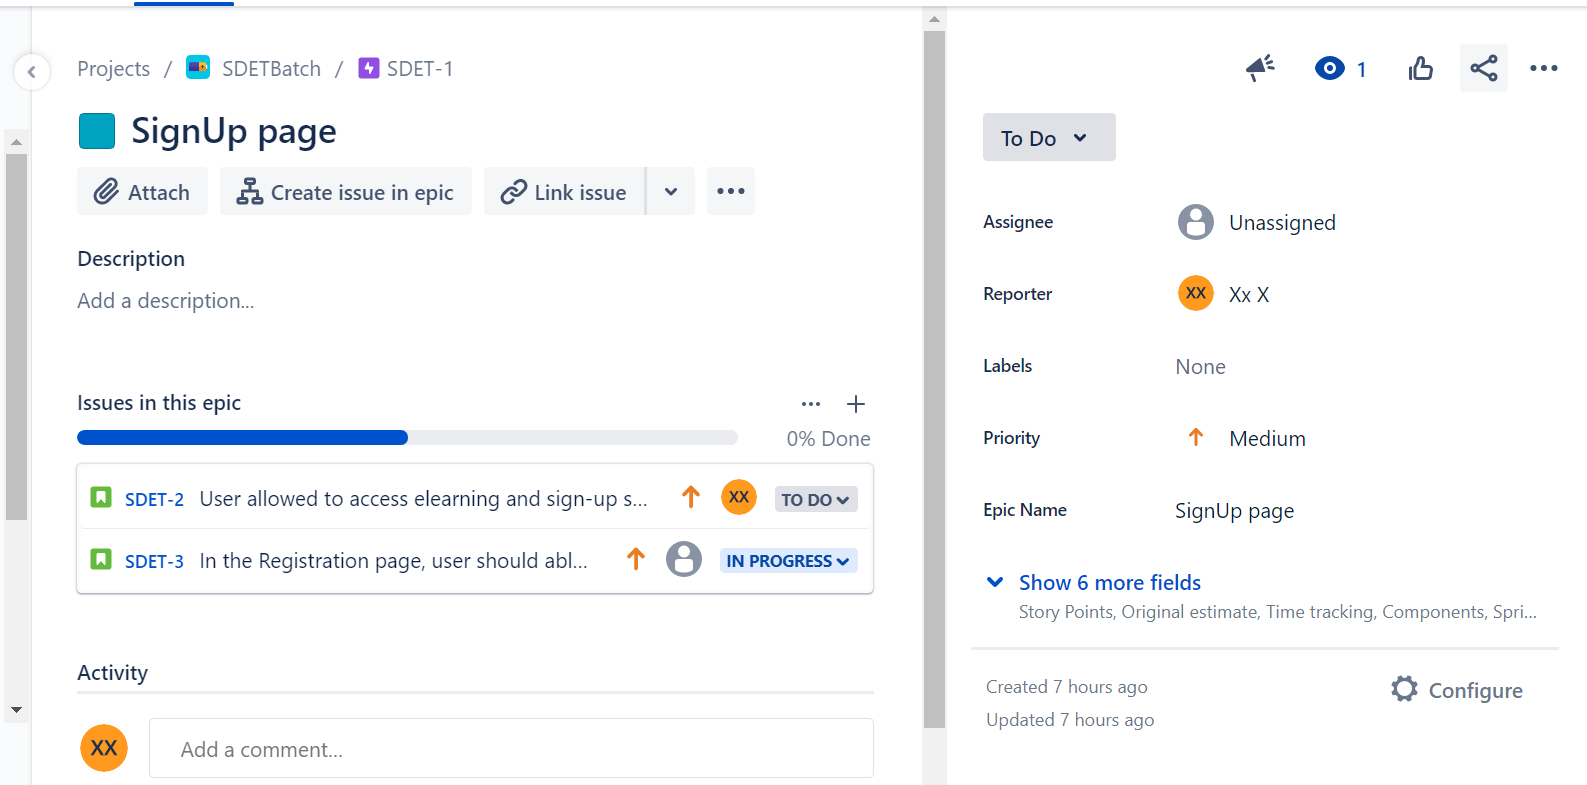 Projects / SDETBatch / SDET-1
SignUp page
Attach
Create issue in epic
Link issue
Description
Add a description...
Issues in this epic
0% Done
SDET-2 User allowed to access elearning and sign-up s... XX TO DO
SDET-3 In the Registration page, user should abl... IN PROGRESS
Activity
XX Add a comment...
1
To Do
Assignee Unassigned
Reporter XX Xx X
Labels None
Priority Medium
Epic Name SignUp page
Show 6 more fields
Story Points, Original estimate, Time tracking, Components, Spri...
Created 7 hours ago
Updated 7 hours ago
Configure